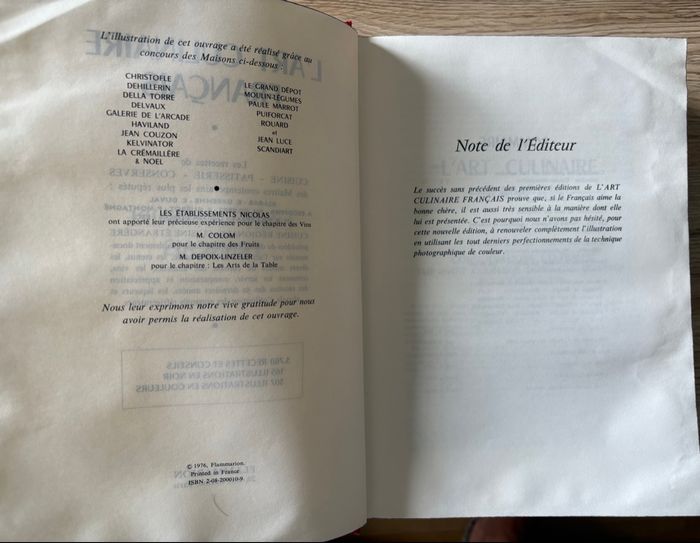 L'illustration de cet ouvrage a été réalisé grâce au
concours des Maisons ci-dessous :
CHRISTOFLE
DEHILLERIN
DELLA TORRE
DELVAUX
GALERIE DE L'ARCADE
HAVILAND
JEAN COUZON
KELVINATOR
LA CRÉMAILLÈRE
& NOEL
LE GRAND DÉPOT
MOULIN-LÉGUMES
PAULE MARROT
PUIFORCAT
ROUARD
et
JEAN LUCE
SCANDIART
LES ÉTABLISSEMENTS NICOLAS
ont apporté leur précieuse expérience pour le chapitre des Vins
M. COLOM
pour le chapitre des Fruits
M. DEPOIX-LINZELER
pour le chapitre : Les Arts de la Table
Nous leur exprimons notre vive gratitude pour nous
avoir permis la réalisation de cet ouvrage.
© 1976, Flammarion.
Printed in France
ISBN 2-08-200010-9.
Note de l'Éditeur
Le succès sans précédent des premières éditions de L'ART
CULINAIRE FRANÇAIS prouve que, si le Français aime la
bonne chère, il est aussi très sensible à la manière dont elle
lui est présentée. C'est pourquoi nous n'avons pas hésité, pour
cette nouvelle édition, à renouveler complètement l'illustration
en utilisant les tout derniers perfectionnements de la technique
photographique de couleur.